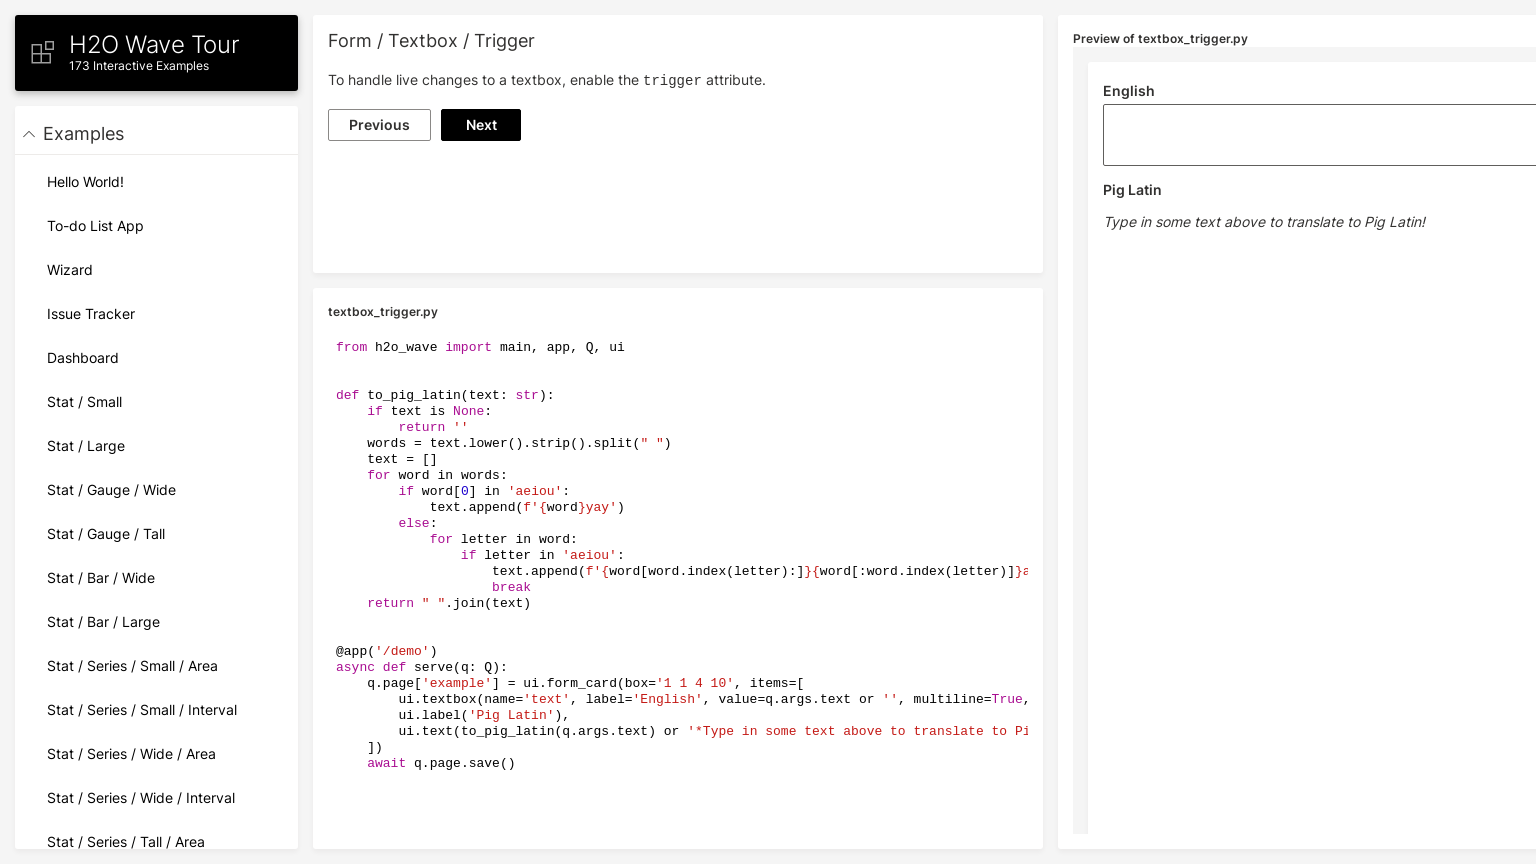 H2O Wave Tour
173 Interactive Examples
Examples
Hello World!
To-do List App
Wizard
Issue Tracker
Dashboard
Stat / Small
Stat / Large
Stat / Gauge / Wide
Stat / Gauge / Tall
Stat / Bar / Wide
Stat / Bar / Large
Stat / Series / Small / Area
Stat / Series / Small / Interval
Stat / Series / Wide / Area
Stat / Series / Wide / Interval
Stat / Series / Tall / Area
Form / Textbox / Trigger
To handle live changes to a textbox, enable the trigger attribute.
Previous Next
textbox_trigger.py
from h2o_wave import main, app, Q, ui
def to_pig_latin(text: str):
    if text is None:
        return ''
    words = text.lower().strip().split(" ")
    text = []
    for word in words:
        if word[0] in 'aeiou':
            text.append(f'{word}yay')
        else:
            for letter in word:
                if letter in 'aeiou':
                    text.append(f'{word[word.index(letter):]}{word[:word.index(letter)]}a
                    break
    return " ".join(text)
@app('/demo')
async def serve(q: Q):
    q.page['example'] = ui.form_card(box='1 1 4 10', items=[
        ui.textbox(name='text', label='English', value=q.args.text or '', multiline=True,
        ui.label('Pig Latin'),
        ui.text(to_pig_latin(q.args.text) or '*Type in some text above to translate to Pi
    ])
    await q.page.save()
Preview of textbox_trigger.py
English
Pig Latin
Type in some text above to translate to Pig Latin!